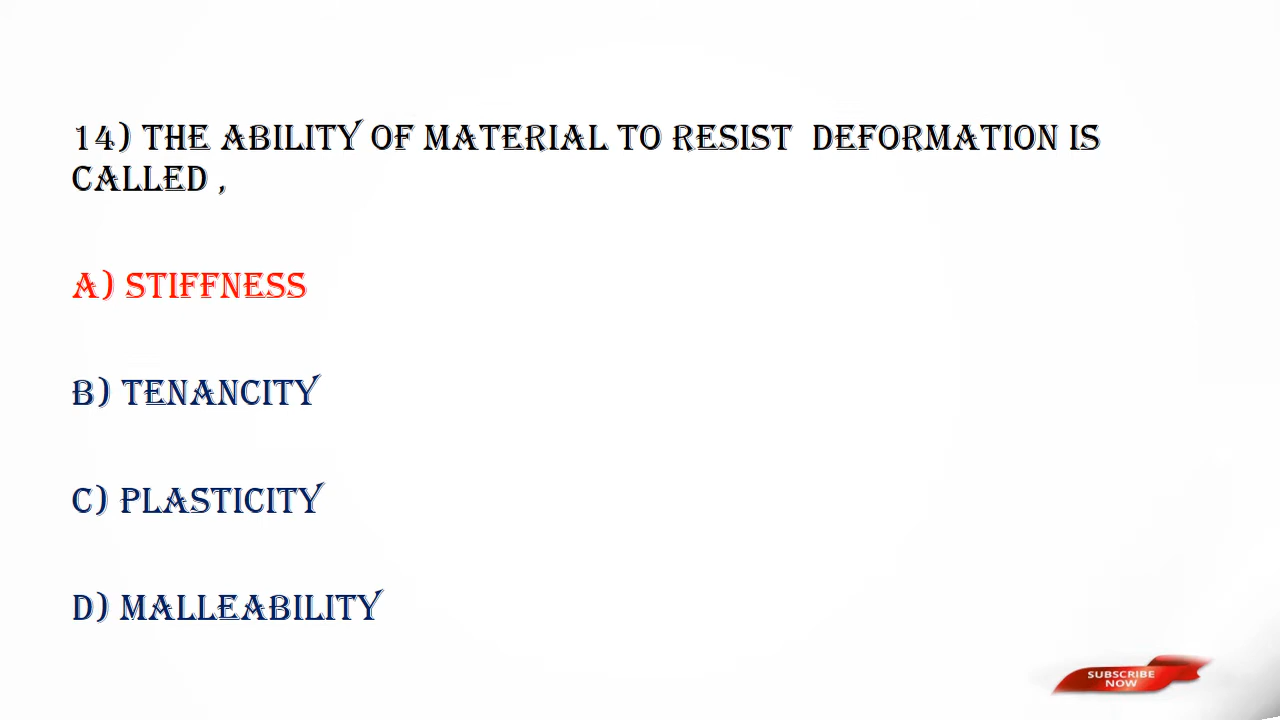 14) THE ABILITY OF MATERIAL TO RESIST DEFORMATION IS
CALLED ,
A) STIFFNESS
B) TENANCITY
C) PLASTICITY
D) MALLEABILITY
SUBSCRIBE
NOW